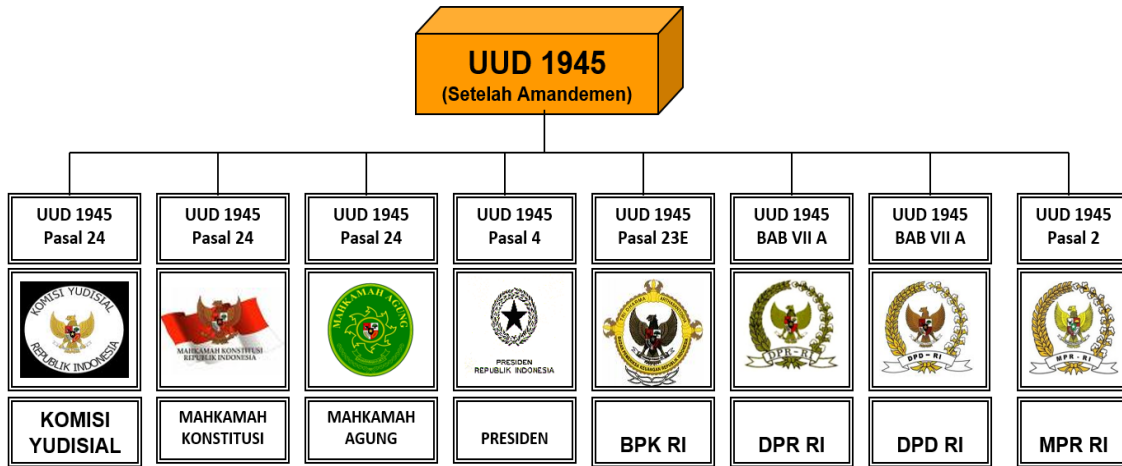 UUD 1945
(Setelah Amandemen)
UUD 1945
Pasal 24
UUD 1945
Pasal 24
UUD 1945
Pasal 24
UUD 1945
Pasal 4
UUD 1945
Pasal 23E
UUD 1945
BAB VII A
UUD 1945
BAB VII A
UUD 1945
Pasal 2
KOMISI YUDISIAL
REPUBLIK INDONESIA
MAHKAMAH KONSTITUSI
REPUBLIK INDONESIA
MAHKAMAH AGUNG
PRESIDEN
REPUBLIK INDONESIA
DPR - RI
DPD - RI
MPR - RI
KOMISI
YUDISIAL
MAHKAMAH
KONSTITUSI
MAHKAMAH
AGUNG
PRESIDEN
BPK RI
DPR RI
DPD RI
MPR RI